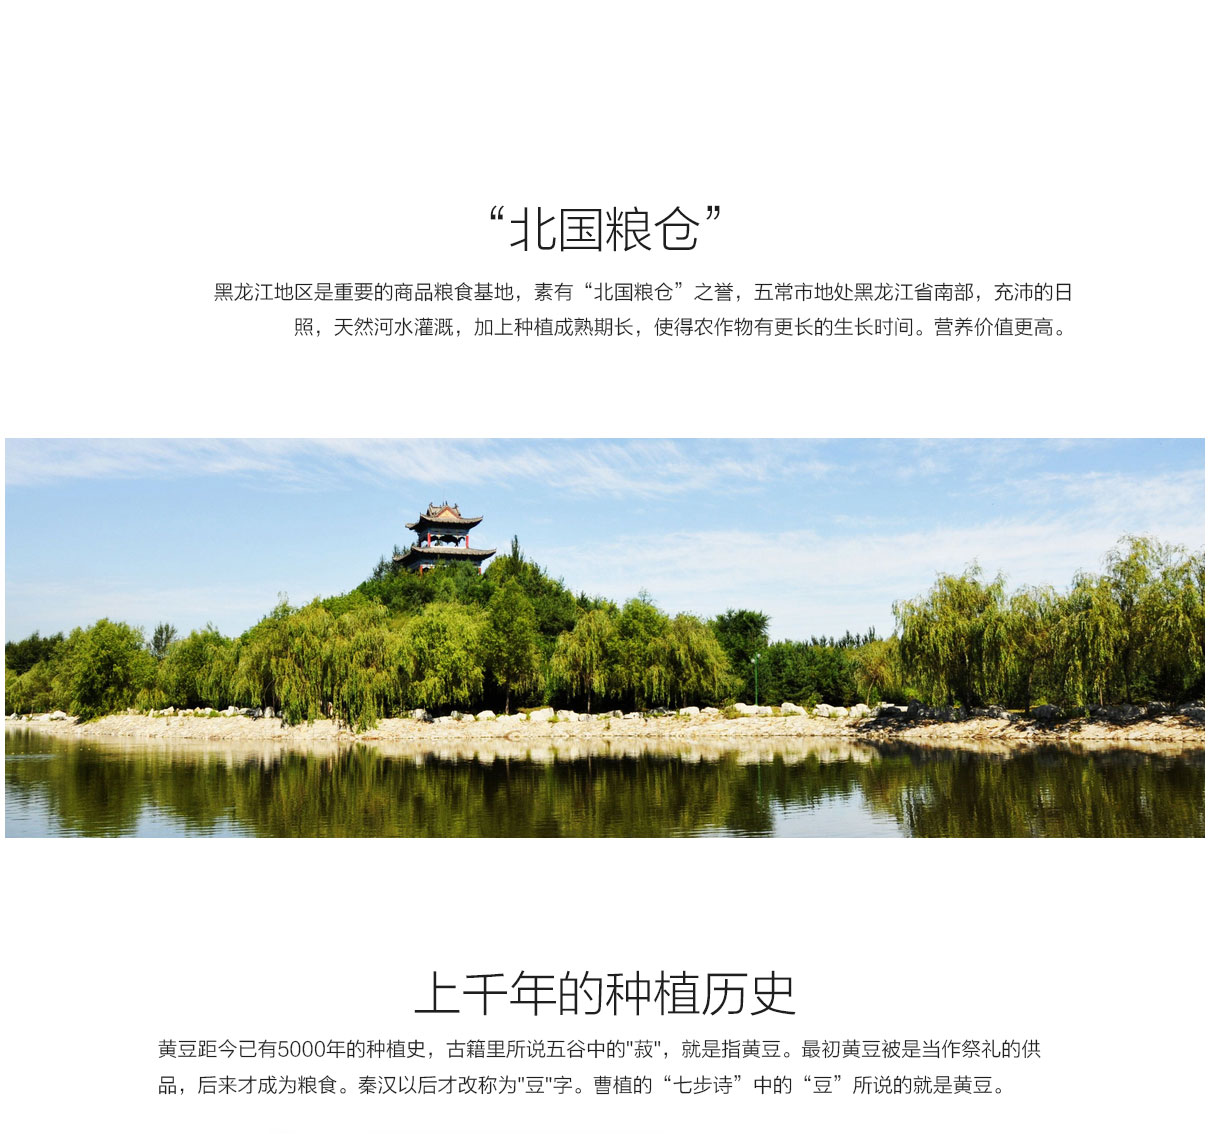 “北国粮仓”
黑龙江地区是重要的商品粮食基地，素有“北国粮仓”之誉，五常市地处黑龙江省南部，充沛的日
照，天然河水灌溉，加上种植成熟期长，使得农作物有更长的生长时间。营养价值更高。
上千年的种植历史
黄豆距今已有5000年的种植史，古籍里所说五谷中的"菽"，就是指黄豆。最初黄豆被是当作祭礼的供
品，后来才成为粮食。秦汉以后才改称为"豆"字。曹植的“七步诗”中的“豆”所说的就是黄豆。